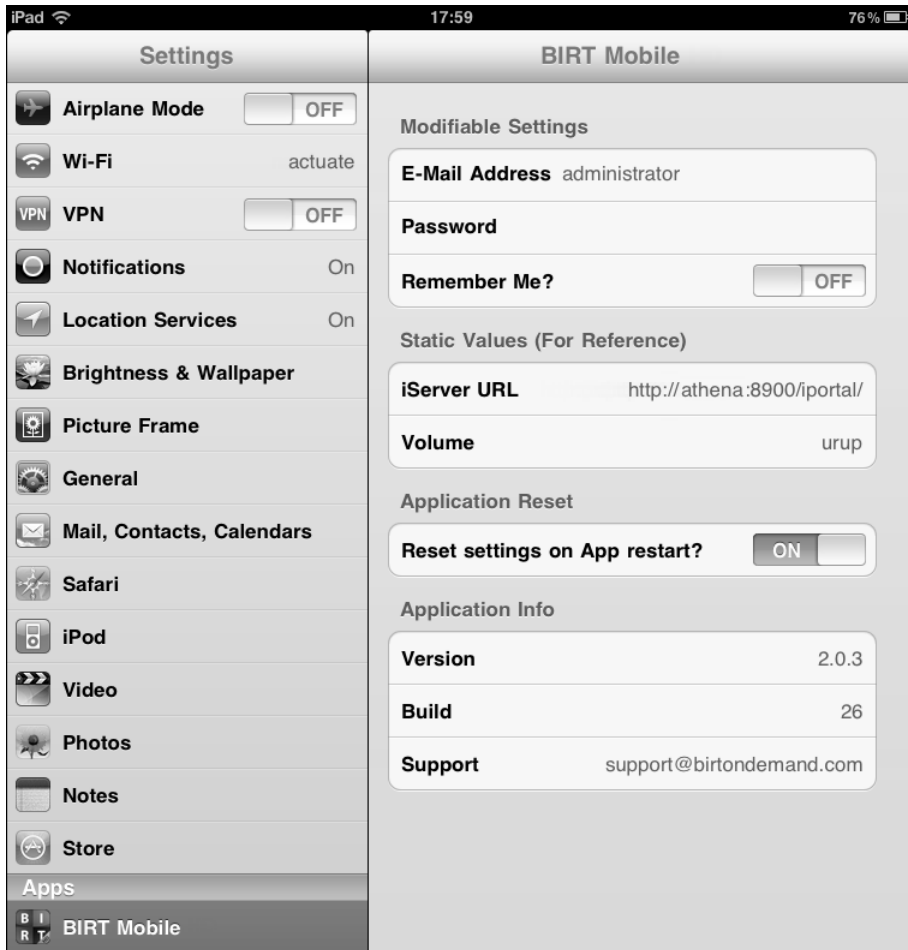 iPad 17:59 76%
Settings
Airplane Mode OFF
Wi-Fi actuate
VPN VPN OFF
Notifications On
Location Services On
Brightness & Wallpaper
Picture Frame
General
Mail, Contacts, Calendars
Safari
iPod
Video
Photos
Notes
Store
Apps
B I
R T
BIRT Mobile
BIRT Mobile
Modifiable Settings
E-Mail Address administrator
Password
Remember Me? OFF
Static Values (For Reference)
iServer URL http://athena:8900/iportal/
Volume urup
Application Reset
Reset settings on App restart? ON
Application Info
Version 2.0.3
Build 26
Support support@birtondemand.com